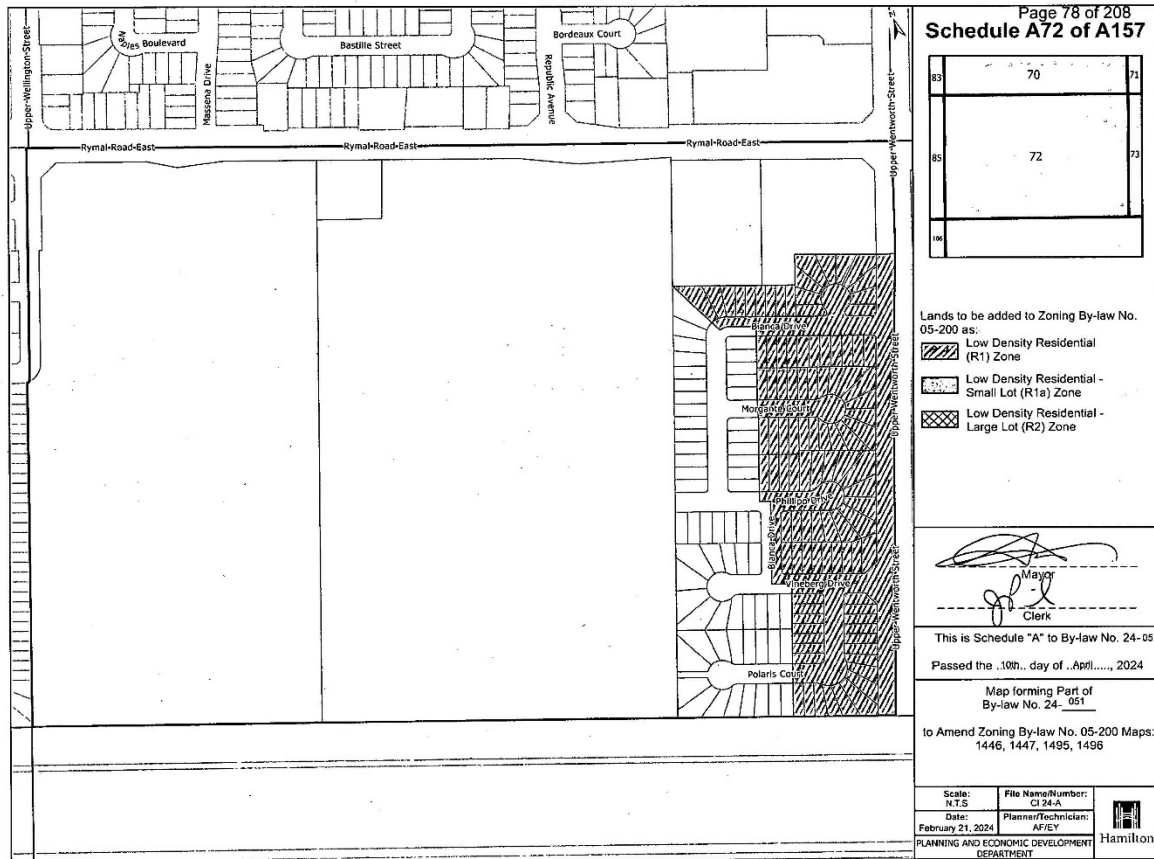 Page 78 of 208
Schedule A72 of A157
Naples Boulevard
Bastille Street
Bordeaux Court
Upper-Wellington-Street
Massena Drive
Republic Avenue
Upper-Wentworth-Street
Rymal-Road-East
Rymal-Road-East
Rymal-Road-East
83
70
71
85
72
73
106
Bianca Drive
Upper-Wentworth-Street
Morgante Court
Phillipo Drive
Bianca-Drive
Vineberg Drive
Upper-Wentworth-Street
Polaris Court
Lands to be added to Zoning By-law No.
05-200 as:
Low Density Residential
(R1) Zone
Low Density Residential -
Small Lot (R1a) Zone
Low Density Residential -
Large Lot (R2) Zone
Mayor
Clerk
This is Schedule "A" to By-law No. 24-05
Passed the ..10th.. day of ..April....., 2024
Map forming Part of
By-law No. 24- 051
to Amend Zoning By-law No. 05-200 Maps:
1446, 1447, 1495, 1496
Scale:
N.T.S
File Name/Number:
CI 24-A
Date:
February 21, 2024
Planner/Technician:
AF/EY
PLANNING AND ECONOMIC DEVELOPMENT
DEPARTMENT
Hamilton